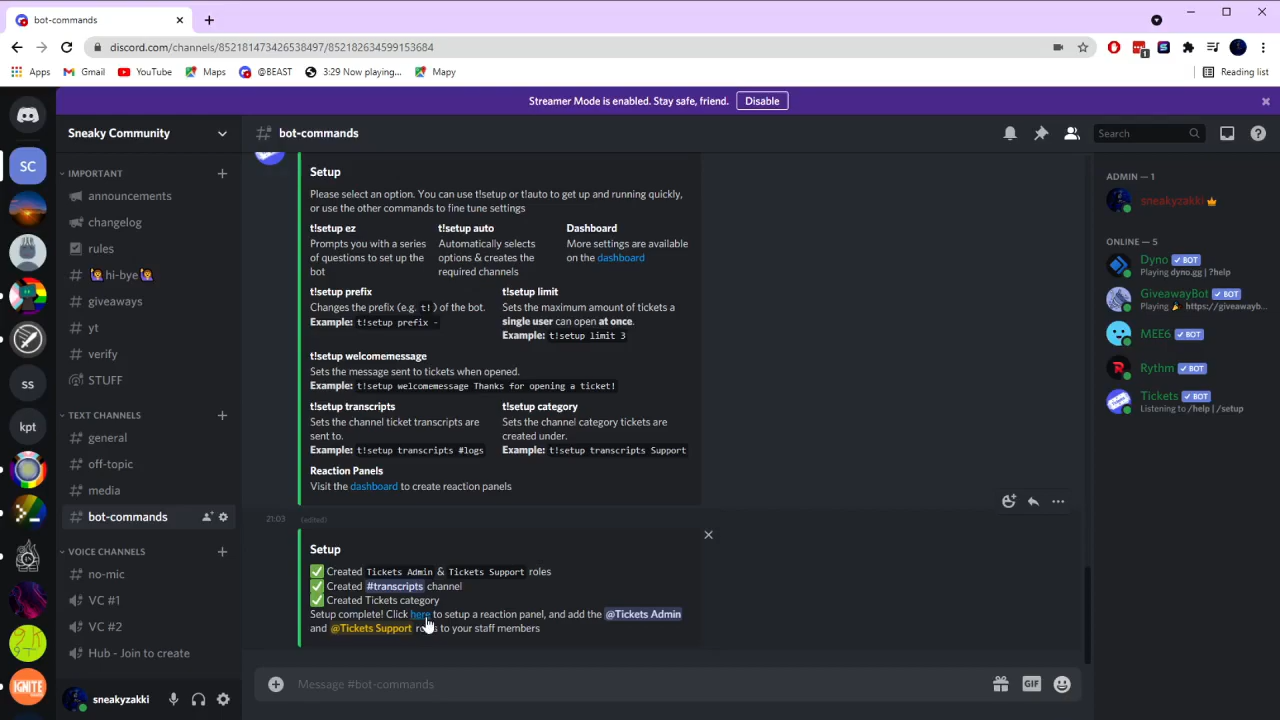 bot-commands
discord.com/channels/852181473426538497/852182634599153684
1
Apps
Gmail
YouTube
Maps
@BEAST
3:29 Now playing...
Mapy
Reading list
Streamer Mode is enabled. Stay safe, friend.
Disable
Sneaky Community
bot-commands
Search
SC
ss
kpt
IGNITE
IMPORTANT
announcements
changelog
rules
🙋hi-bye🙋
giveaways
yt
verify
STUFF
TEXT CHANNELS
general
off-topic
media
bot-commands
VOICE CHANNELS
no-mic
VC #1
VC #2
Hub - Join to create
sneakyzakki
Setup
Please select an option. You can use t!setup or t!auto to get up and running quickly,
or use the other commands to fine tune settings
t!setup ez
Prompts you with a series
of questions to set up the
bot
t!setup auto
Automatically selects
options & creates the
required channels
Dashboard
More settings are available
on the dashboard
t!setup prefix
Changes the prefix (e.g. t!) of the bot.
Example: t!setup prefix -
t!setup limit
Sets the maximum amount of tickets a
single user can open at once.
Example: t!setup limit 3
t!setup welcomemessage
Sets the message sent to tickets when opened.
Example: t!setup welcomemessage Thanks for opening a ticket!
t!setup transcripts
Sets the channel ticket transcripts are
sent to.
Example: t!setup transcripts #logs
t!setup category
Sets the channel category tickets are
created under.
Example: t!setup transcripts Support
Reaction Panels
Visit the dashboard to create reaction panels
21:03 (edited)
Setup
✅ Created Tickets Admin & Tickets Support roles
✅ Created #transcripts channel
✅ Created Tickets category
Setup complete! Click here to setup a reaction panel, and add the @Tickets Admin
and @Tickets Support roles to your staff members
Message #bot-commands
GIF
ADMIN — 1
sneakyzakki
ONLINE — 5
Dyno ✓ BOT
Playing dyno.gg | ?help
GiveawayBot ✓ BOT
Playing 🎉 https://giveawayb...
MEE6 ✓ BOT
Rythm ✓ BOT
Tickets ✓ BOT
Listening to /help | /setup